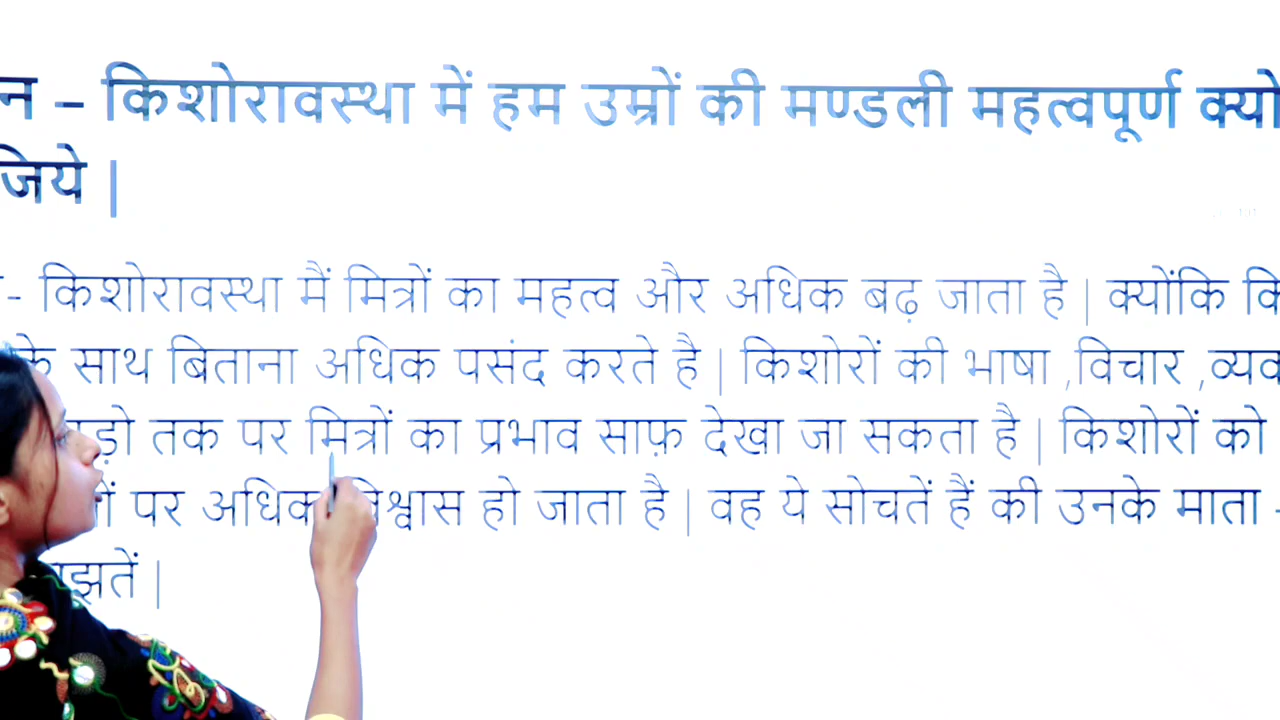 न – किशोरावस्था में हम उम्रों की मण्डली महत्वपूर्ण क्यो
जिये |
- किशोरावस्था मैं मित्रों का महत्व और अधिक बढ़ जाता है | क्योंकि कि
के साथ बिताना अधिक पसंद करते है | किशोरों की भाषा ,विचार ,व्यव
ड़ो तक पर मित्रों का प्रभाव साफ़ देखा जा सकता है | किशोरों को
पर अधिक विश्वास हो जाता है | वह ये सोचतें हैं की उनके माता -
झतें |